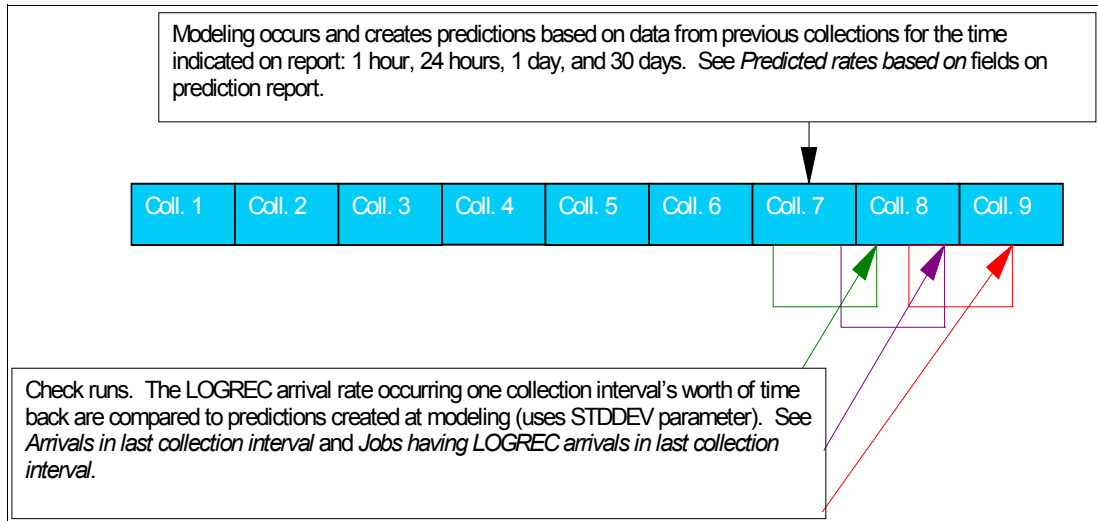 Modeling occurs and creates predictions based on data from previous collections for the time
indicated on report: 1 hour, 24 hours, 1 day, and 30 days.  See Predicted rates based on fields on
prediction report.
Coll. 1
Coll. 2
Coll. 3
Coll. 4
Coll. 5
Coll. 6
Coll. 7
Coll. 8
Coll. 9
Check runs.  The LOGREC arrival rate occurring one collection interval's worth of time
back are compared to predictions created at modeling (uses STDDEV parameter).  See
Arrivals in last collection interval and Jobs having LOGREC arrivals in last collection
interval.